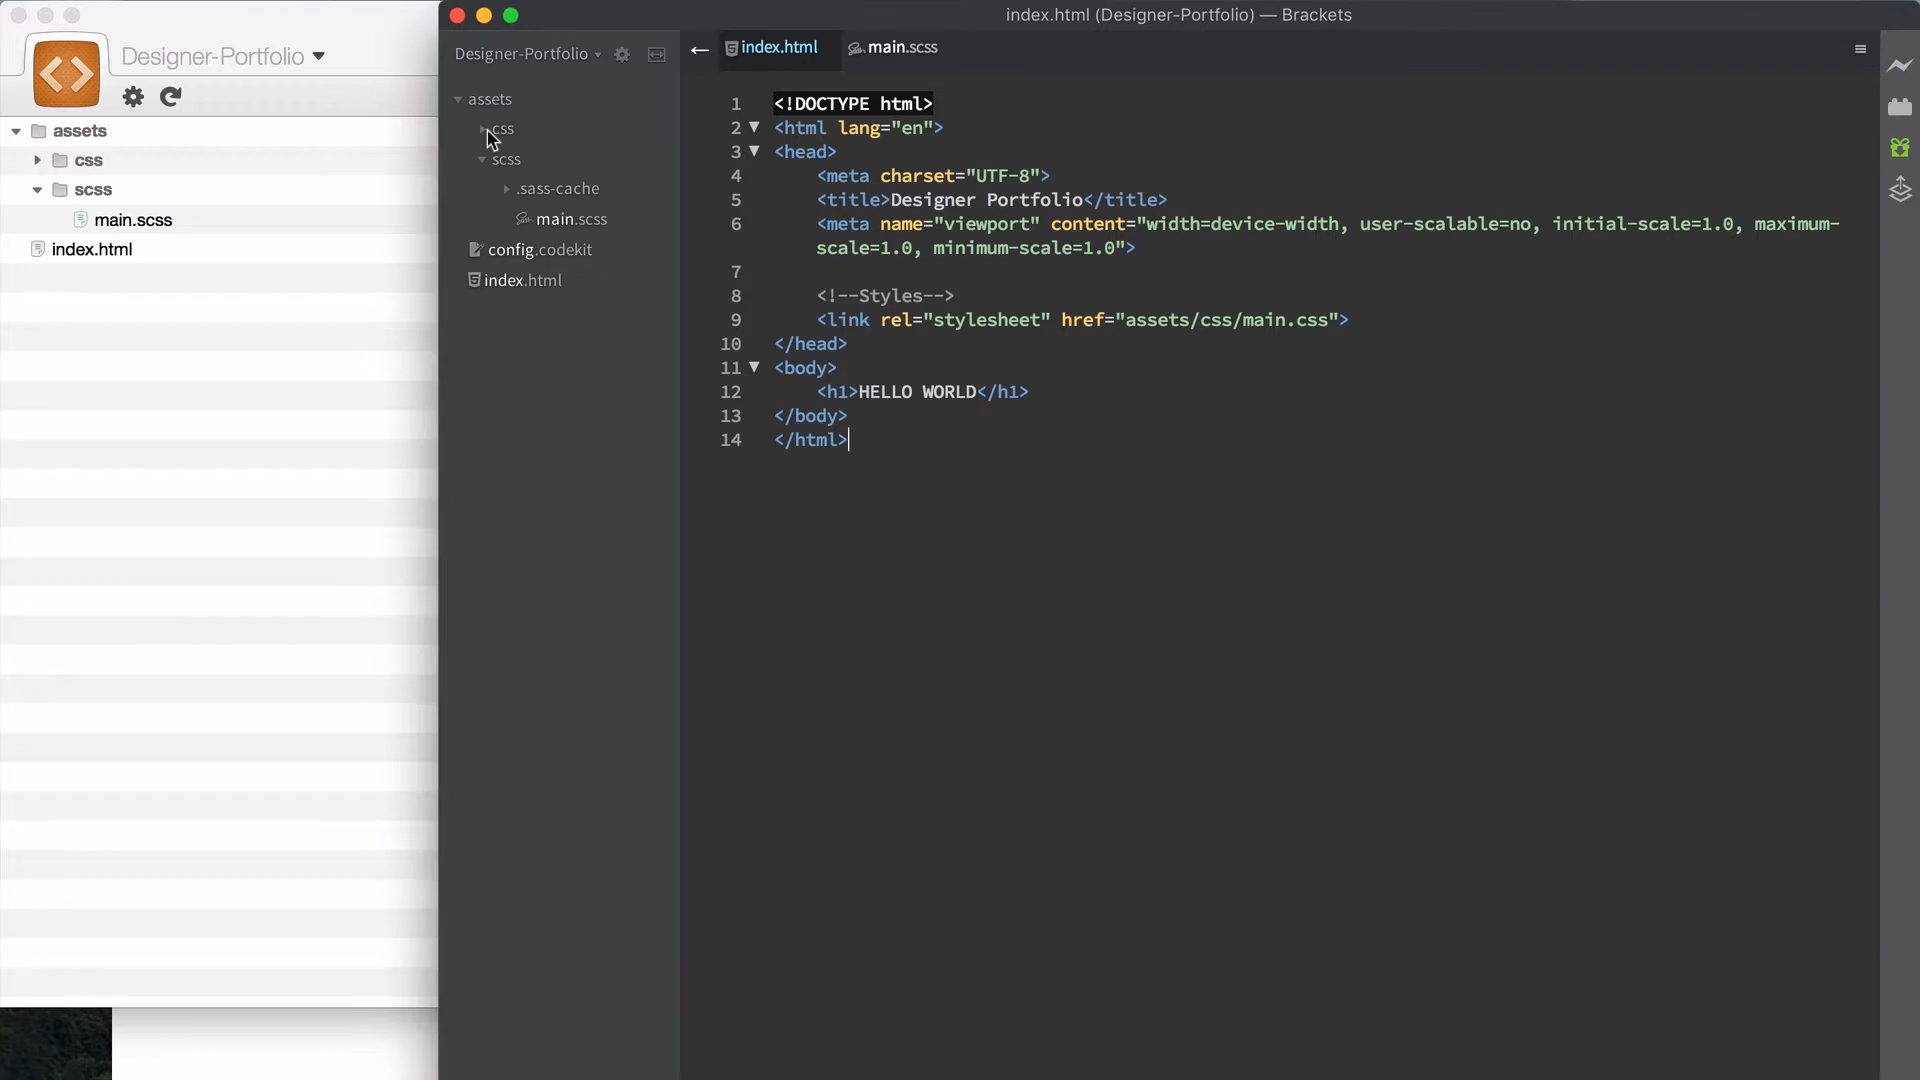 Designer-Portfolio
assets
css
scss
main.scss
index.html
index.html (Designer-Portfolio) — Brackets
Designer-Portfolio
assets
css
scss
.sass-cache
main.scss
config.codekit
index.html
index.html
main.scss
1 <!DOCTYPE html>
2 <html lang="en">
3 <head>
4 <meta charset="UTF-8">
5 <title>Designer Portfolio</title>
6 <meta name="viewport" content="width=device-width, user-scalable=no, initial-scale=1.0, maximum-
scale=1.0, minimum-scale=1.0">
7
8 <!--Styles-->
9 <link rel="stylesheet" href="assets/css/main.css">
10 </head>
11 <body>
12 <h1>HELLO WORLD</h1>
13 </body>
14 </html>